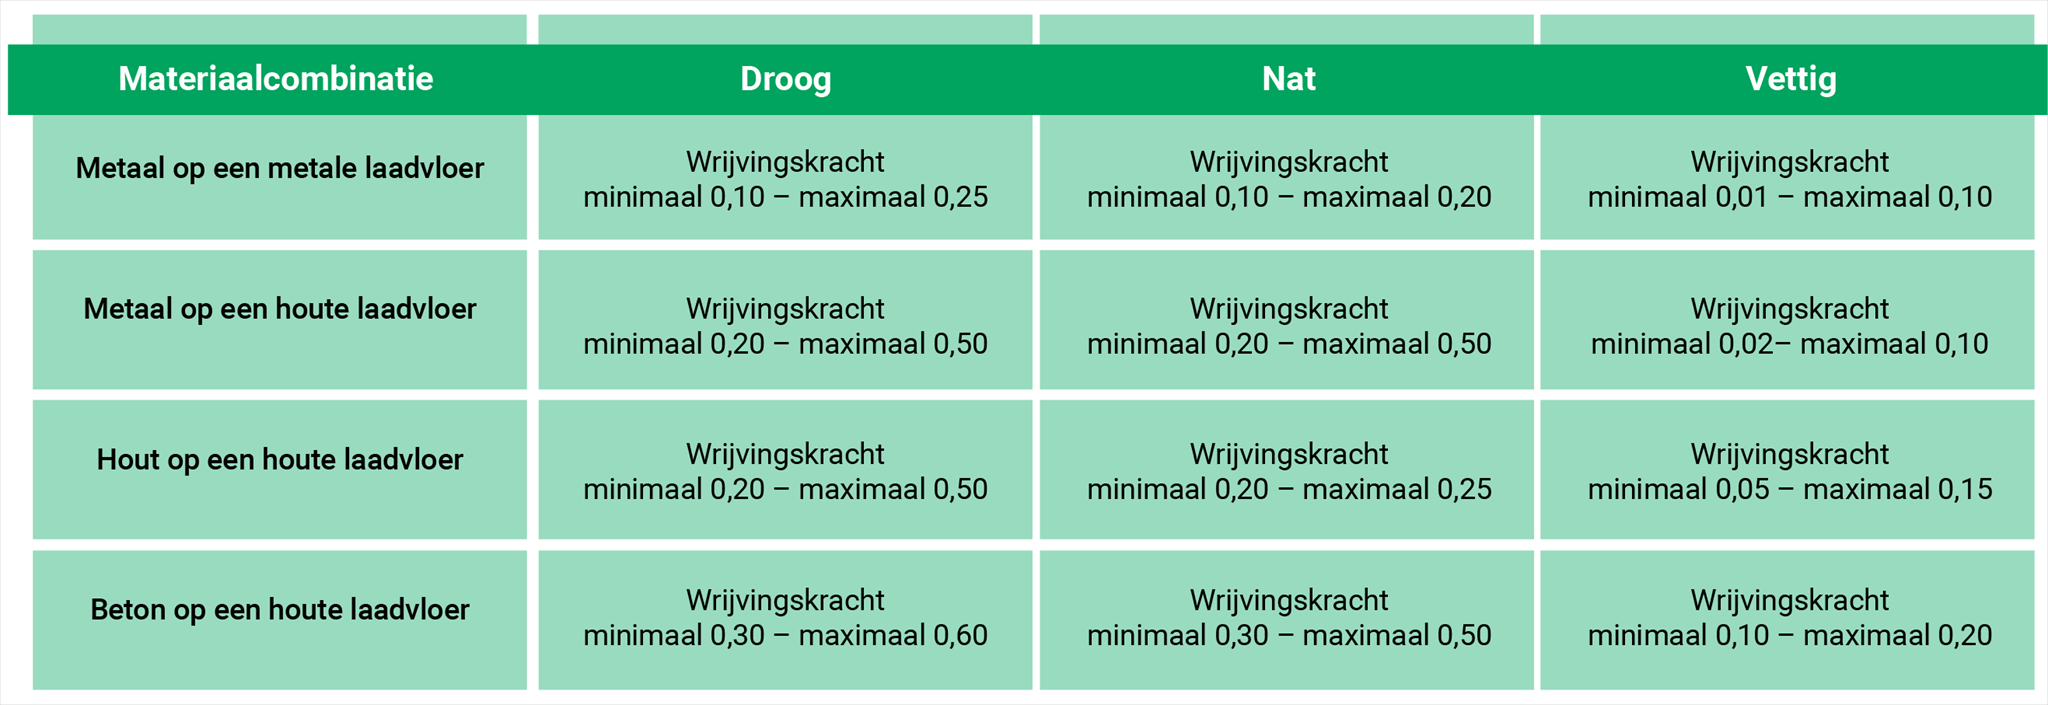 Materiaalcombinatie
Droog
Nat
Vettig
Metaal op een metale laadvloer
Wrijvingskracht
minimaal 0,10 – maximaal 0,25
Wrijvingskracht
minimaal 0,10 – maximaal 0,20
Wrijvingskracht
minimaal 0,01 – maximaal 0,10
Metaal op een houte laadvloer
Wrijvingskracht
minimaal 0,20 – maximaal 0,50
Wrijvingskracht
minimaal 0,20 – maximaal 0,50
Wrijvingskracht
minimaal 0,02– maximaal 0,10
Hout op een houte laadvloer
Wrijvingskracht
minimaal 0,20 – maximaal 0,50
Wrijvingskracht
minimaal 0,20 – maximaal 0,25
Wrijvingskracht
minimaal 0,05 – maximaal 0,15
Beton op een houte laadvloer
Wrijvingskracht
minimaal 0,30 – maximaal 0,60
Wrijvingskracht
minimaal 0,30 – maximaal 0,50
Wrijvingskracht
minimaal 0,10 – maximaal 0,20